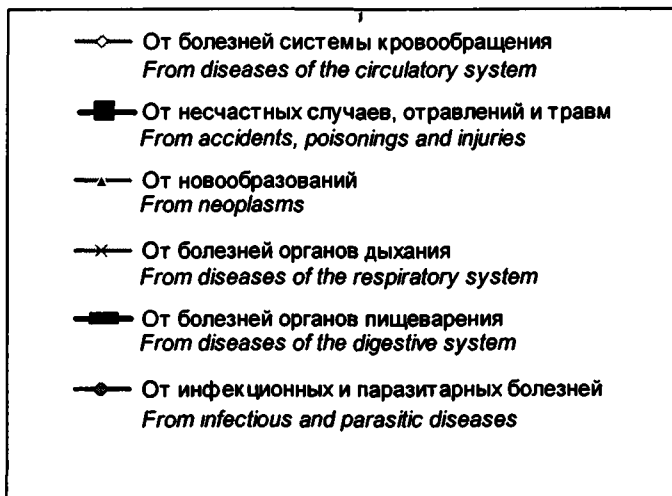 От болезней системы кровообращения
From diseases of the circulatory system
От несчастных случаев, отравлений и травм
From accidents, poisonings and injuries
От новообразований
From neoplasms
От болезней органов дыхания
From diseases of the respiratory system
От болезней органов пищеварения
From diseases of the digestive system
От инфекционных и паразитарных болезней
From infectious and parasitic diseases